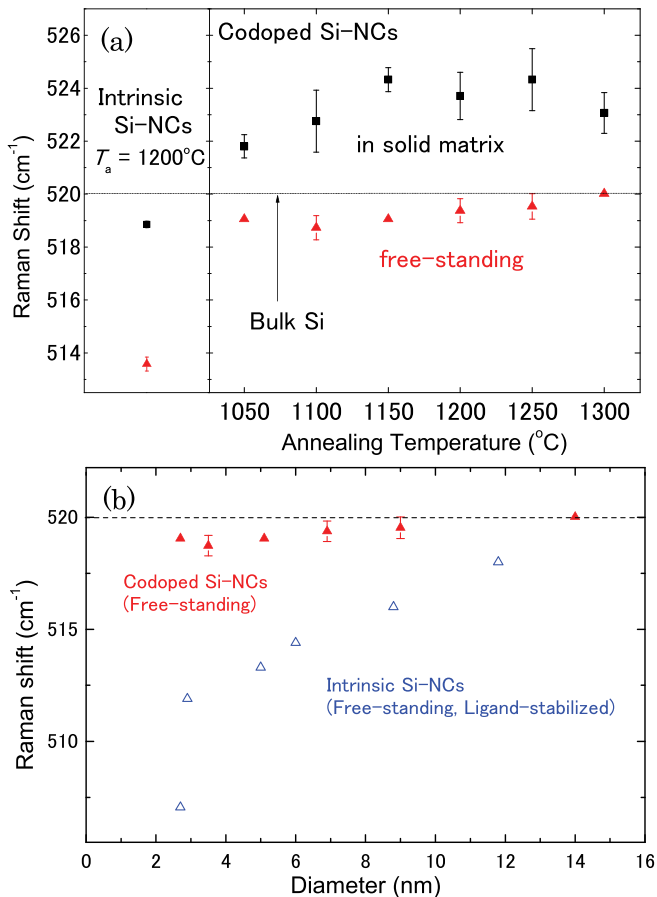 (a)
Codoped Si-NCs
Intrinsic
Si-NCs
Tₐ = 1200°C
in solid matrix
free-standing
Bulk Si
Raman Shift (cm⁻¹)
526
524
522
520
518
516
514
1050 1100 1150 1200 1250 1300
Annealing Temperature (°C)
(b)
Codoped Si-NCs
(Free-standing)
Intrinsic Si-NCs
(Free-standing, Ligand-stabilized)
Raman shift (cm⁻¹)
520
515
510
0 2 4 6 8 10 12 14 16
Diameter (nm)